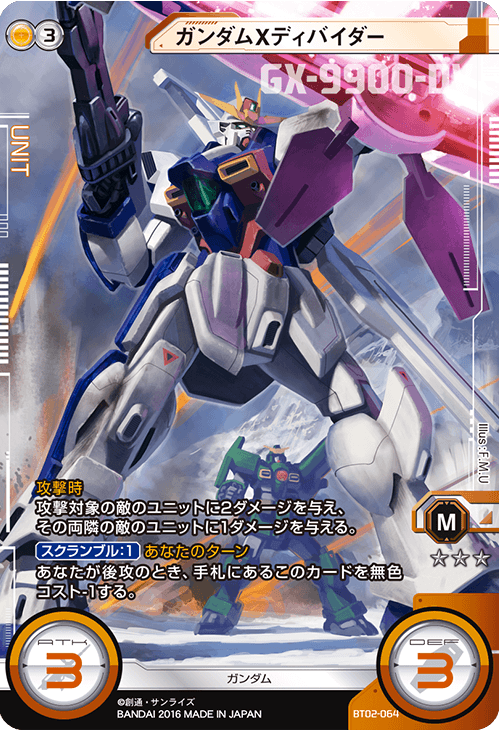 3
ガンダムXディバイダー
GX-9900-DV
UNIT
Illus:F.M.U
攻撃時
攻撃対象の敵のユニットに2ダメージを与え、
その両隣の敵のユニットに1ダメージを与える。
スクランブル:1 あなたのターン
あなたが後攻のとき、手札にあるこのカードを無色
コスト-1する。
M
ATK
3
DEF
3
ガンダム
©創通・サンライズ
BANDAI 2016 MADE IN JAPAN
BT02-064